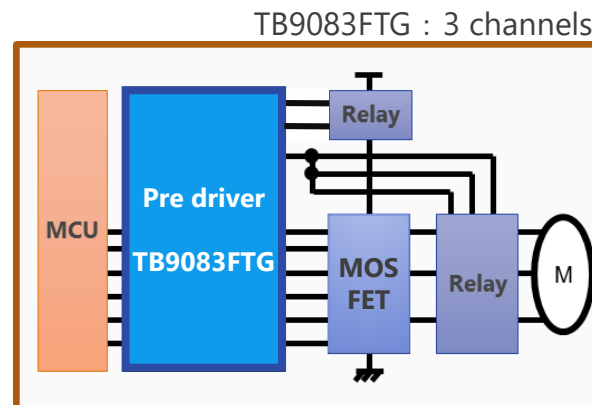 TB9083FTG : 3 channels
Relay
Pre driver
TB9083FTG
MCU
MOS
FET
Relay
M